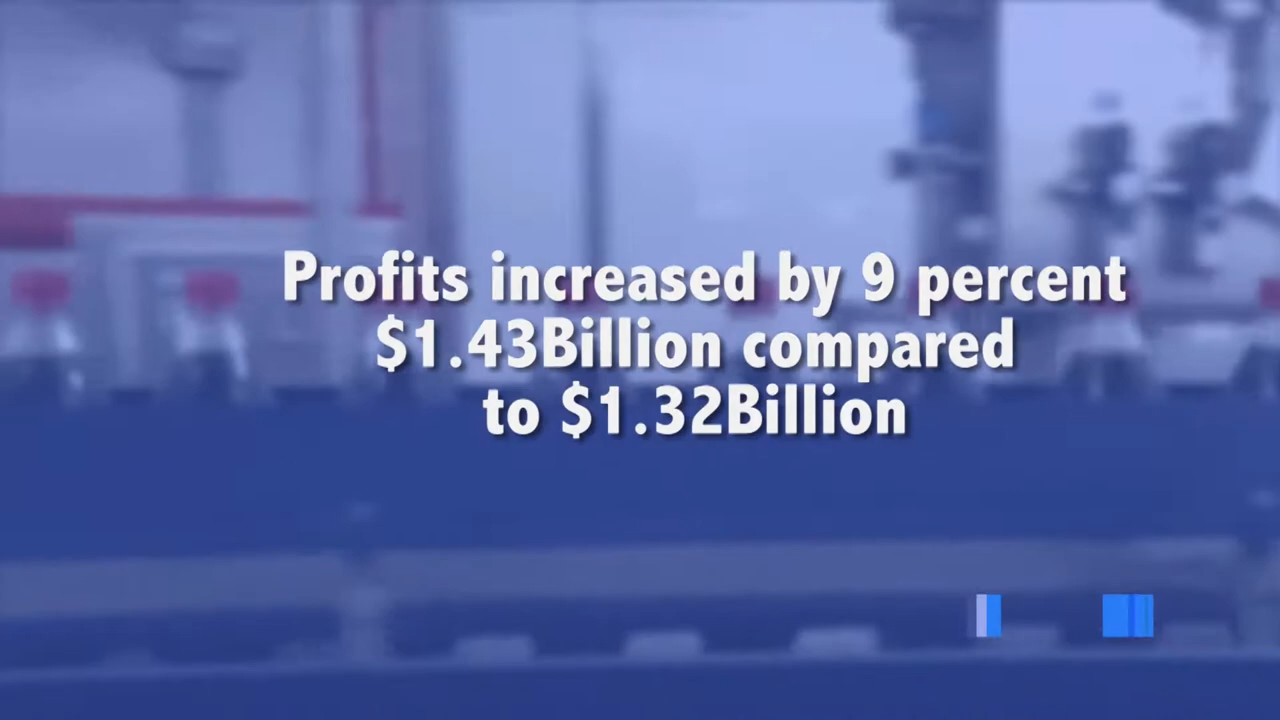 Profits increased by 9 percent
$1.43Billion compared
to $1.32Billion